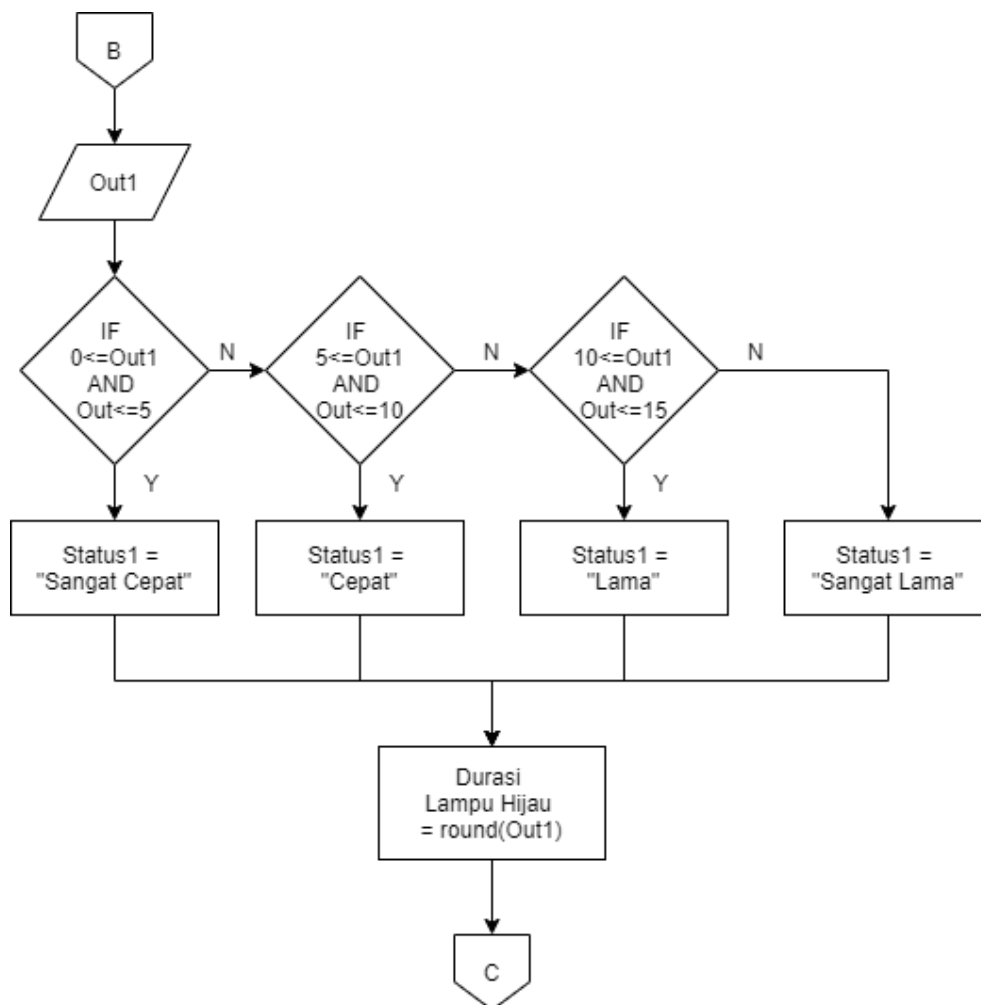 B
Out1
IF
0<=Out1
AND
Out<=5
N
IF
5<=Out1
AND
Out<=10
N
IF
10<=Out1
AND
Out<=15
N
Y
Y
Y
Status1 =
"Sangat Cepat"
Status1 =
"Cepat"
Status1 =
"Lama"
Status1 =
"Sangat Lama"
Durasi
Lampu Hijau
= round(Out1)
C